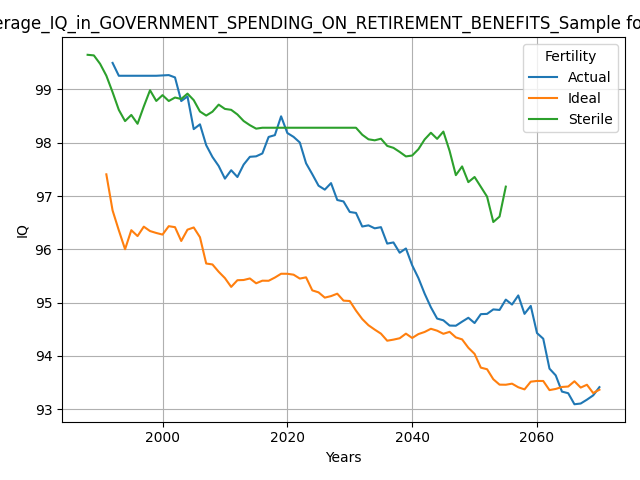 erage_IQ_in_GOVERNMENT_SPENDING_ON_RETIREMENT_BENEFITS_Sample fo
Fertility
Actual
Ideal
Sterile
99
98
97
96
95
94
93
IQ
2000 2020 2040 2060
Years